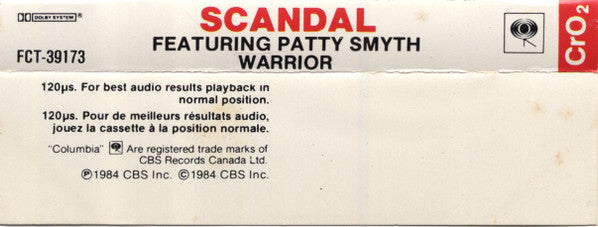 DOLBY SYSTEM®
SCANDAL
FEATURING PATTY SMYTH
WARRIOR
FCT-39173
CrO₂
120µs. For best audio results playback in
normal position.
120µs. Pour de meilleurs résultats audio,
jouez la cassette à la position normale.
"Columbia" Are registered trade marks of
CBS Records Canada Ltd.
Ⓟ1984 CBS Inc. ©1984 CBS Inc.